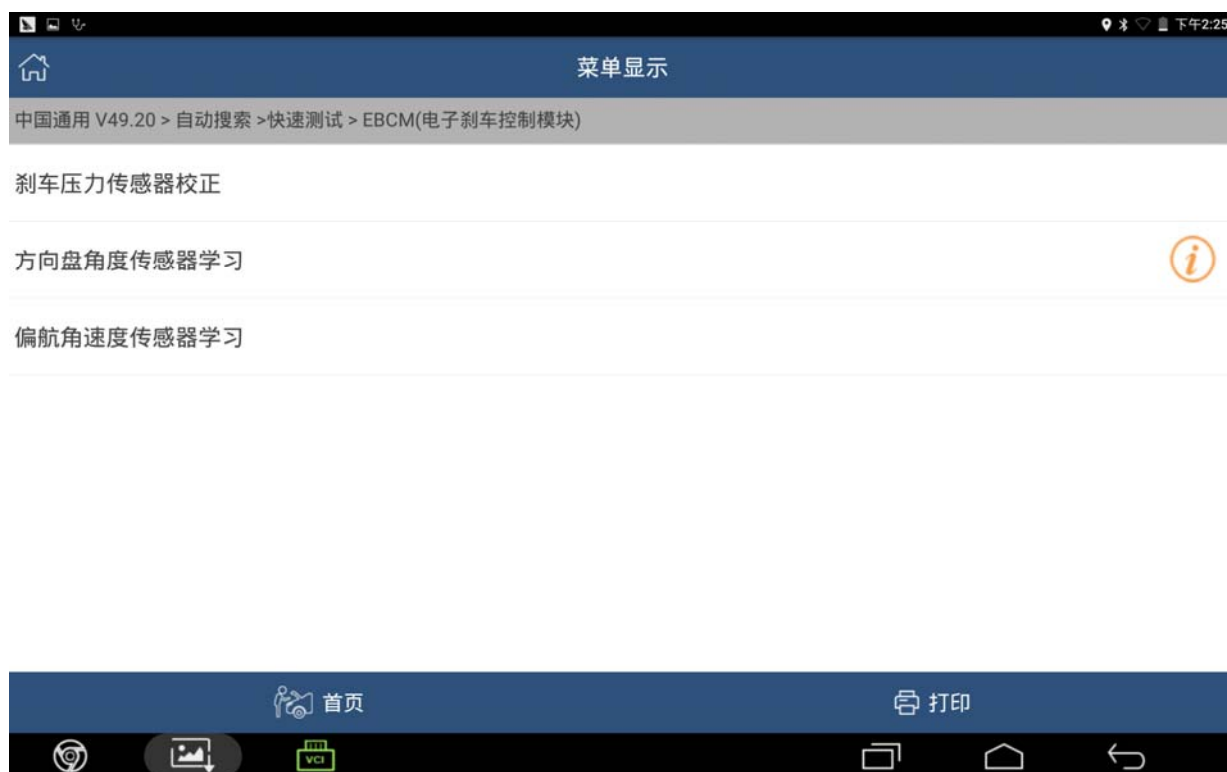 下午2:25
菜单显示
中国通用 V49.20 > 自动搜索 >快速测试 > EBCM(电子刹车控制模块)
刹车压力传感器校正
方向盘角度传感器学习
i
偏航角速度传感器学习
首页
打印
VCI